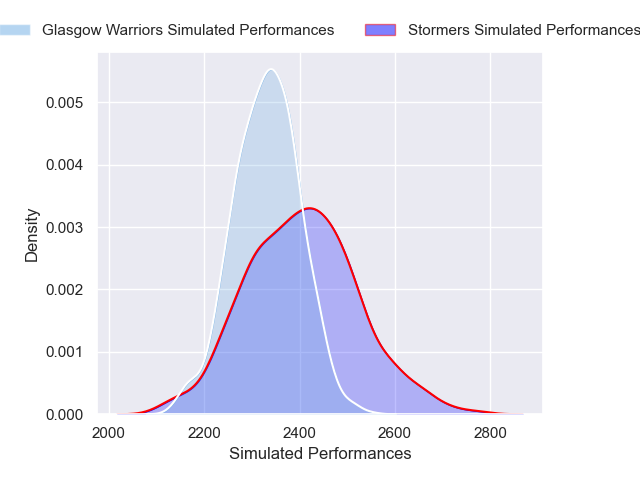 Glasgow Warriors Simulated Performances
Stormers Simulated Performances
0.005
0.004
0.003
0.002
0.001
0.000
Density
2000
2200
2400
2600
2800
Simulated Performances